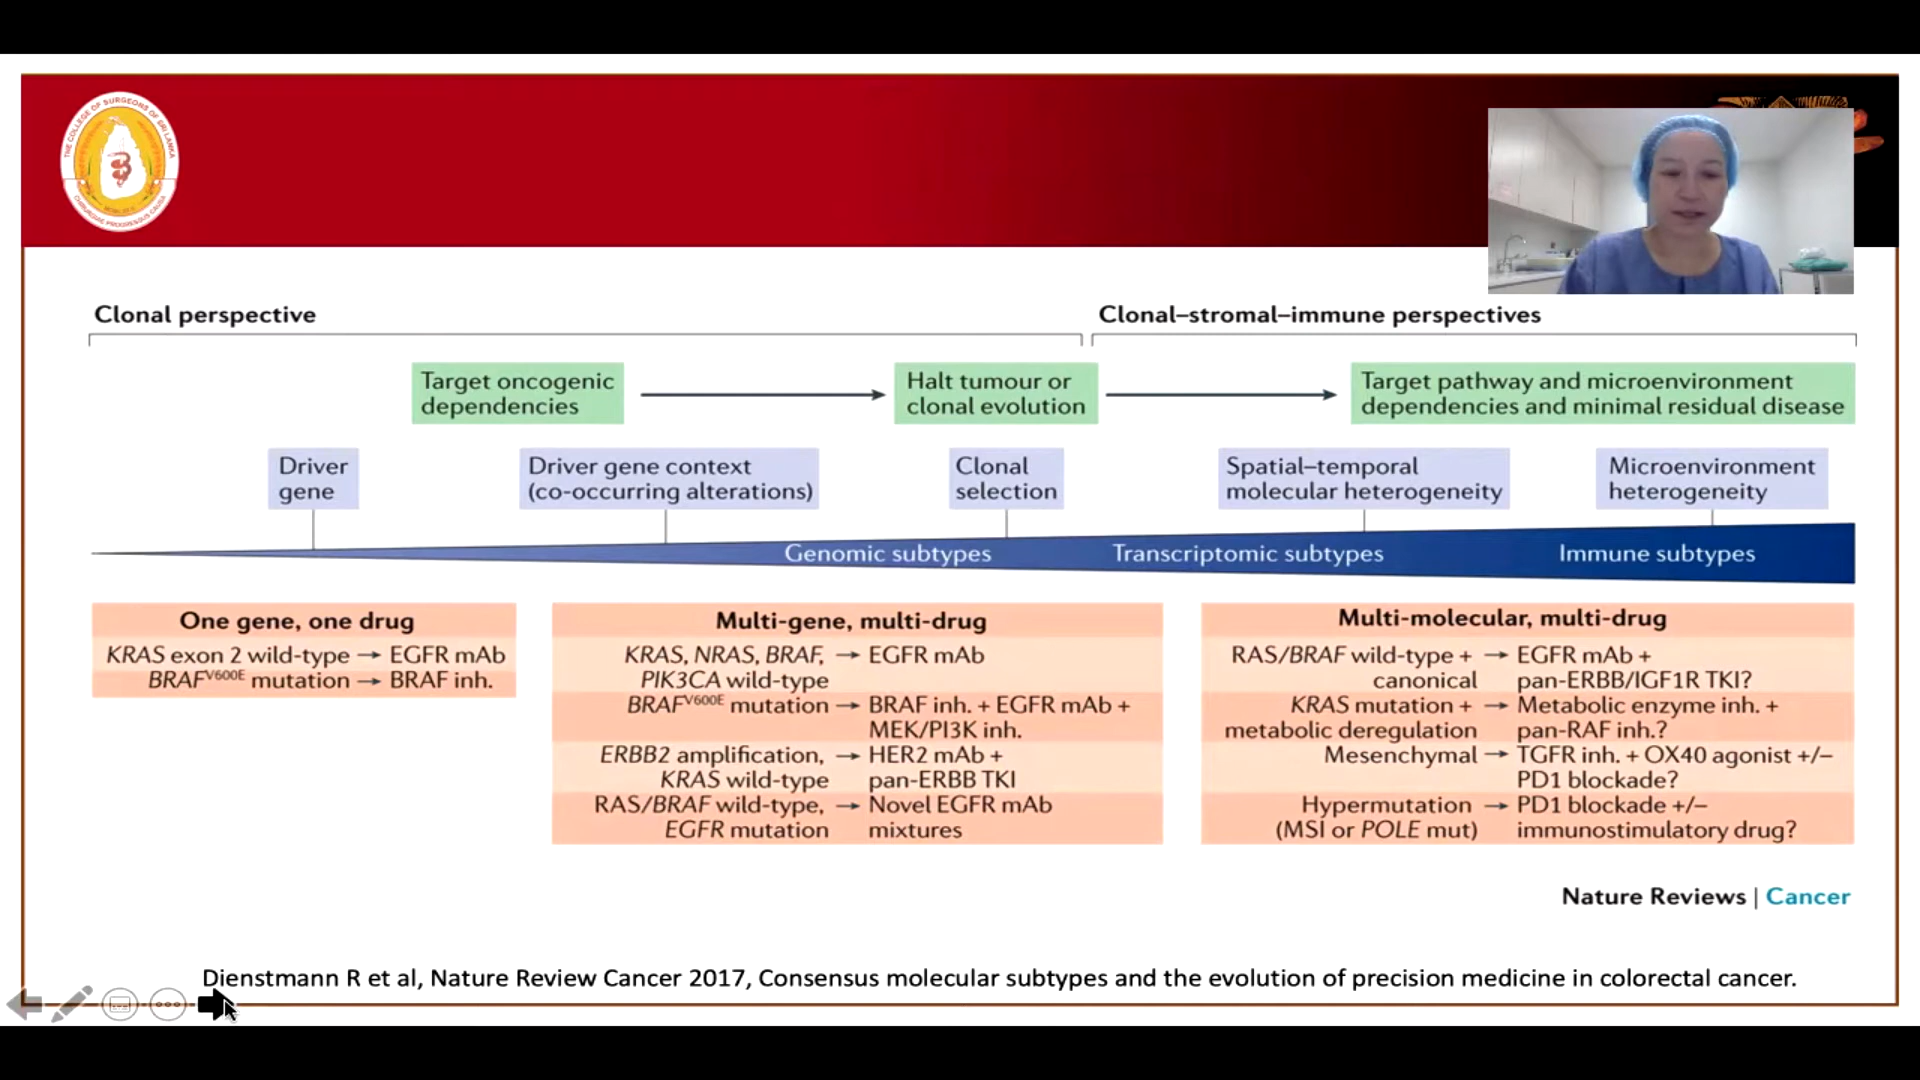 THE COLLEGE OF SURGEONS OF SRI LANKA
Clonal perspective
Clonal–stromal–immune perspectives
Target oncogenic
dependencies
Halt tumour or
clonal evolution
Target pathway and microenvironment
dependencies and minimal residual disease
Driver
gene
Driver gene context
(co-occurring alterations)
Clonal
selection
Spatial–temporal
molecular heterogeneity
Microenvironment
heterogeneity
Genomic subtypes
Transcriptomic subtypes
Immune subtypes
One gene, one drug
KRAS exon 2 wild-type → EGFR mAb
BRAFV600E mutation → BRAF inh.
Multi-gene, multi-drug
KRAS, NRAS, BRAF, → EGFR mAb
PIK3CA wild-type
BRAFV600E mutation → BRAF inh. + EGFR mAb +
MEK/PI3K inh.
ERBB2 amplification, → HER2 mAb +
KRAS wild-type pan-ERBB TKI
RAS/BRAF wild-type, → Novel EGFR mAb
EGFR mutation mixtures
Multi-molecular, multi-drug
RAS/BRAF wild-type + → EGFR mAb +
canonical pan-ERBB/IGF1R TKI?
KRAS mutation + → Metabolic enzyme inh. +
metabolic deregulation pan-RAF inh.?
Mesenchymal → TGFR inh. + OX40 agonist +/–
PD1 blockade?
Hypermutation → PD1 blockade +/–
(MSI or POLE mut) immunostimulatory drug?
Nature Reviews | Cancer
Dienstmann R et al, Nature Review Cancer 2017, Consensus molecular subtypes and the evolution of precision medicine in colorectal cancer.